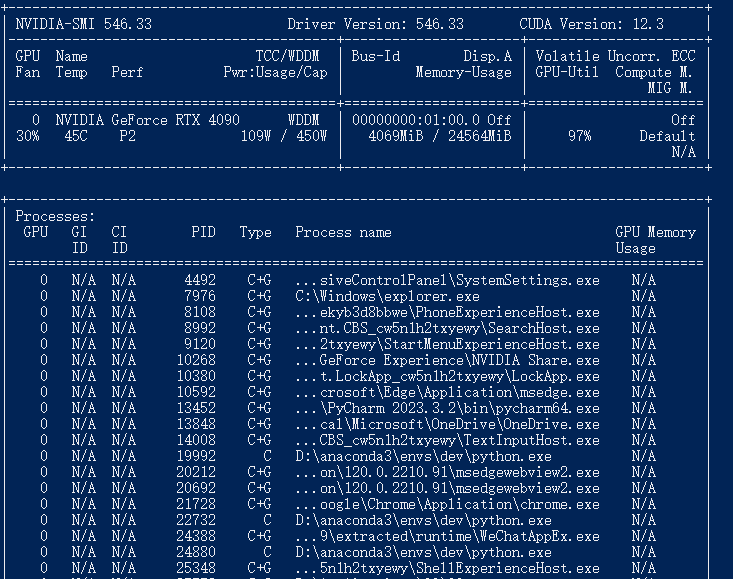 NVIDIA-SMI 546.33 Driver Version: 546.33 CUDA Version: 12.3
GPU Name TCC/WDDM Bus-Id Disp.A Volatile Uncorr. ECC
Fan Temp Perf Pwr:Usage/Cap Memory-Usage GPU-Util Compute M.
MIG M.
0 NVIDIA GeForce RTX 4090 WDDM 00000000:01:00.0 Off Off
30% 45C P2 109W / 450W 4069MiB / 24564MiB 97% Default
N/A
Processes:
GPU GI CI PID Type Process name GPU Memory
ID ID Usage
0 N/A N/A 4492 C+G ...siveControlPanel\SystemSettings.exe N/A
0 N/A N/A 7976 C+G C:\Windows\explorer.exe N/A
0 N/A N/A 8108 C+G ...ekyb3d8bbwe\PhoneExperienceHost.exe N/A
0 N/A N/A 8992 C+G ...nt.CBS_cw5n1h2txyewy\SearchHost.exe N/A
0 N/A N/A 9120 C+G ...2txyewy\StartMenuExperienceHost.exe N/A
0 N/A N/A 10268 C+G ...GeForce Experience\NVIDIA Share.exe N/A
0 N/A N/A 10380 C+G ...t.LockApp_cw5n1h2txyewy\LockApp.exe N/A
0 N/A N/A 10592 C+G ...crosoft\Edge\Application\msedge.exe N/A
0 N/A N/A 13452 C+G ...\PyCharm 2023.3.2\bin\pycharm64.exe N/A
0 N/A N/A 13848 C+G ...cal\Microsoft\OneDrive\OneDrive.exe N/A
0 N/A N/A 14008 C+G ...CBS_cw5n1h2txyewy\TextInputHost.exe N/A
0 N/A N/A 19992 C D:\anaconda3\envs\dev\python.exe N/A
0 N/A N/A 20212 C+G ...on\120.0.2210.91\msedgewebview2.exe N/A
0 N/A N/A 20692 C+G ...on\120.0.2210.91\msedgewebview2.exe N/A
0 N/A N/A 21728 C+G ...oogle\Chrome\Application\chrome.exe N/A
0 N/A N/A 22732 C D:\anaconda3\envs\dev\python.exe N/A
0 N/A N/A 24388 C+G ...9\extracted\runtime\WeChatAppEx.exe N/A
0 N/A N/A 24880 C D:\anaconda3\envs\dev\python.exe N/A
0 N/A N/A 25348 C+G ...5n1h2txyewy\ShellExperienceHost.exe N/A